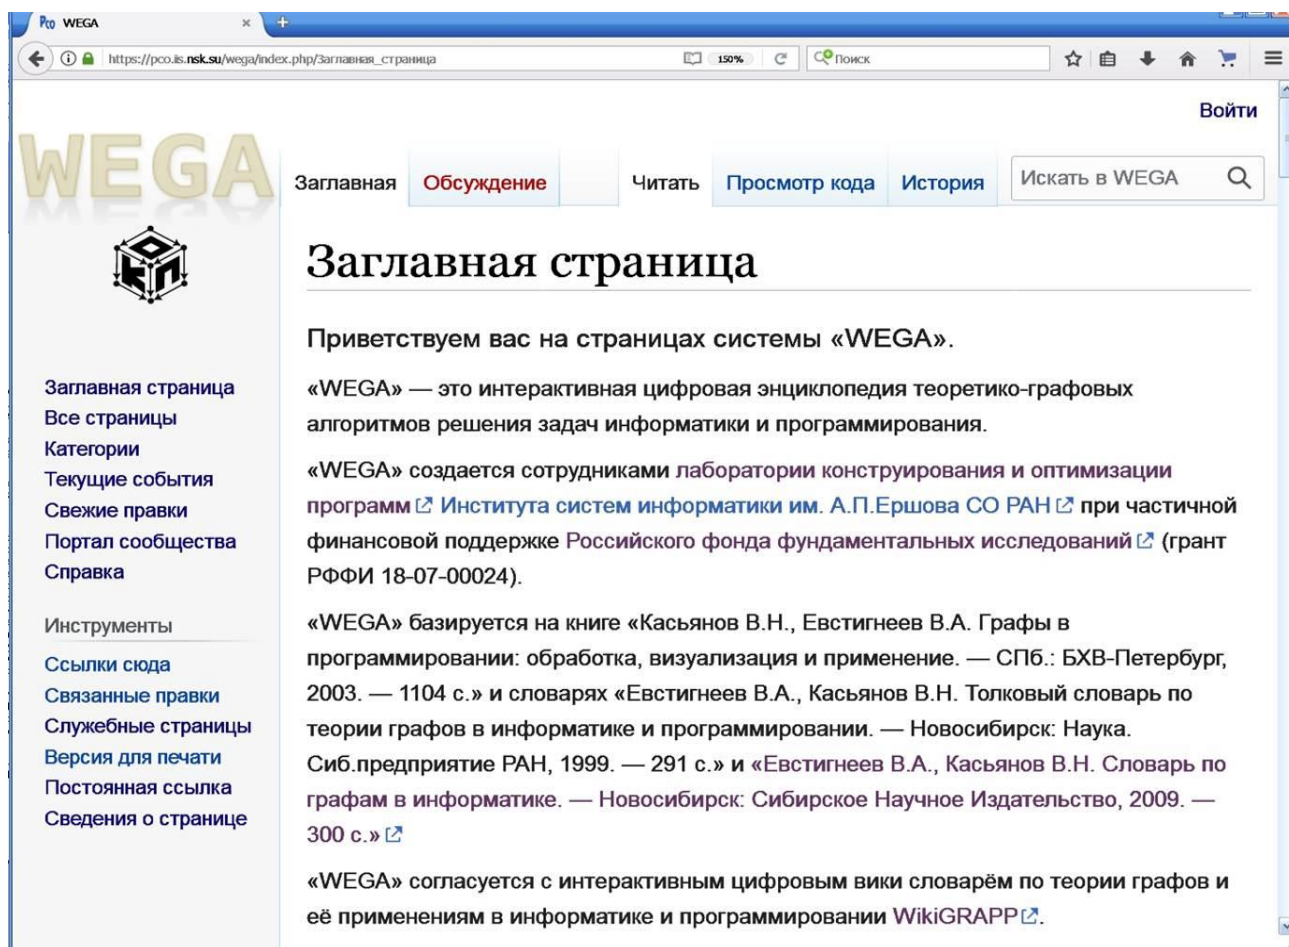 Рсо WEGA
https://pco.iis.nsk.su/wega/index.php/Заглавная_страница
150%
Поиск
Войти
WEGA
Заглавная
Обсуждение
Читать
Просмотр кода
История
Искать в WEGA
Заглавная страница
Приветствуем вас на страницах системы «WEGA».
«WEGA» — это интерактивная цифровая энциклопедия теоретико-графовых
алгоритмов решения задач информатики и программирования.
«WEGA» создается сотрудниками лаборатории конструирования и оптимизации
программ Института систем информатики им. А.П.Ершова СО РАН при частичной
финансовой поддержке Российского фонда фундаментальных исследований (грант
РФФИ 18-07-00024).
«WEGA» базируется на книге «Касьянов В.Н., Евстигнеев В.А. Графы в
программировании: обработка, визуализация и применение. — СПб.: БХВ-Петербург,
2003. — 1104 с.» и словарях «Евстигнеев В.А., Касьянов В.Н. Толковый словарь по
теории графов в информатике и программировании. — Новосибирск: Наука.
Сиб.предприятие РАН, 1999. — 291 с.» и «Евстигнеев В.А., Касьянов В.Н. Словарь по
графам в информатике. — Новосибирск: Сибирское Научное Издательство, 2009. —
300 с.»
«WEGA» согласуется с интерактивным цифровым вики словарём по теории графов и
её применениям в информатике и программировании WikiGRAPP.
Заглавная страница
Все страницы
Категории
Текущие события
Свежие правки
Портал сообщества
Справка
Инструменты
Ссылки сюда
Связанные правки
Служебные страницы
Версия для печати
Постоянная ссылка
Сведения о странице